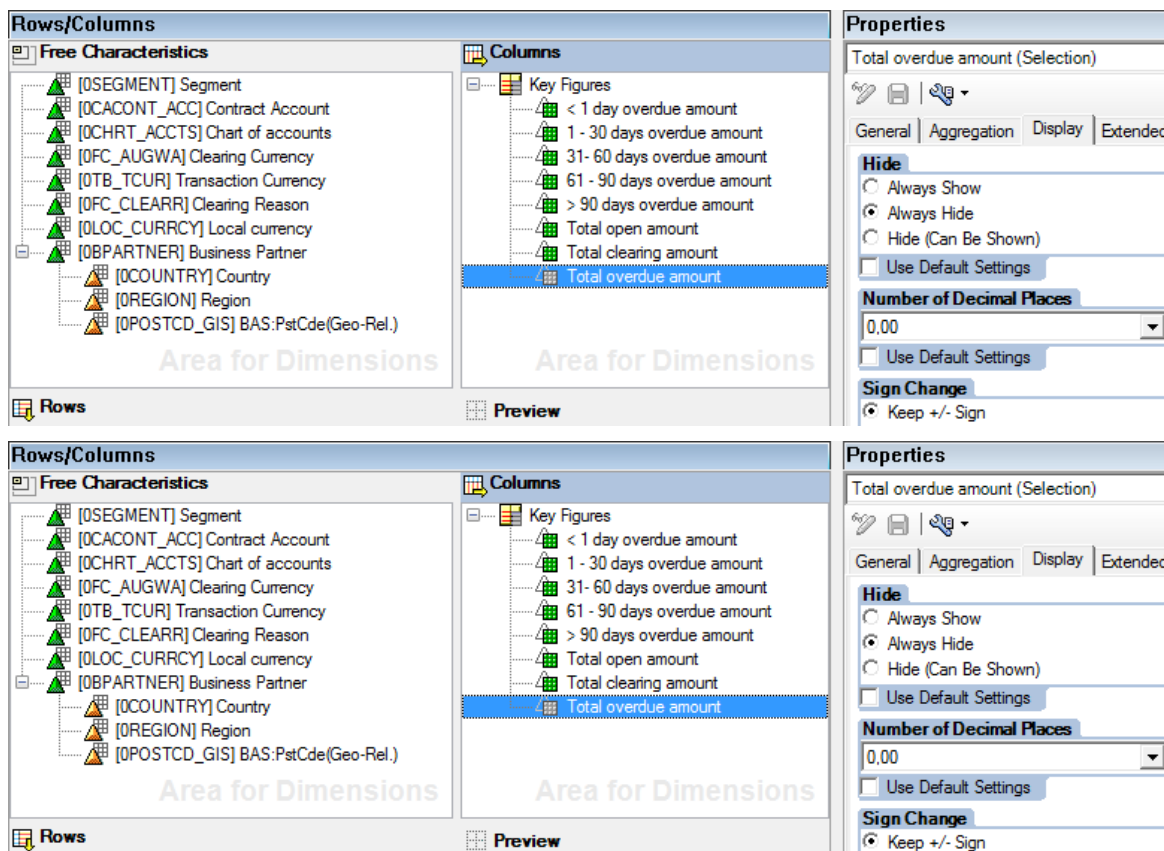 Rows/Columns
Free Characteristics
[0SEGMENT] Segment
[0CACONT_ACC] Contract Account
[0CHRT_ACCTS] Chart of accounts
[0FC_AUGWA] Clearing Currency
[0TB_TCUR] Transaction Currency
[0FC_CLEARR] Clearing Reason
[0LOC_CURRCY] Local currency
[0BPARTNER] Business Partner
[0COUNTRY] Country
[0REGION] Region
[0POSTCD_GIS] BAS:PstCde(Geo-Rel.)
Area for Dimensions
Rows
Columns
Key Figures
< 1 day overdue amount
1 - 30 days overdue amount
31- 60 days overdue amount
61 - 90 days overdue amount
> 90 days overdue amount
Total open amount
Total clearing amount
Total overdue amount
Area for Dimensions
Preview
Properties
Total overdue amount (Selection)
General Aggregation Display Extended
Hide
Always Show
Always Hide
Hide (Can Be Shown)
Use Default Settings
Number of Decimal Places
0,00
Use Default Settings
Sign Change
Keep +/- Sign
Rows/Columns
Free Characteristics
[0SEGMENT] Segment
[0CACONT_ACC] Contract Account
[0CHRT_ACCTS] Chart of accounts
[0FC_AUGWA] Clearing Currency
[0TB_TCUR] Transaction Currency
[0FC_CLEARR] Clearing Reason
[0LOC_CURRCY] Local currency
[0BPARTNER] Business Partner
[0COUNTRY] Country
[0REGION] Region
[0POSTCD_GIS] BAS:PstCde(Geo-Rel.)
Area for Dimensions
Rows
Columns
Key Figures
< 1 day overdue amount
1 - 30 days overdue amount
31- 60 days overdue amount
61 - 90 days overdue amount
> 90 days overdue amount
Total open amount
Total clearing amount
Total overdue amount
Area for Dimensions
Preview
Properties
Total overdue amount (Selection)
General Aggregation Display Extended
Hide
Always Show
Always Hide
Hide (Can Be Shown)
Use Default Settings
Number of Decimal Places
0,00
Use Default Settings
Sign Change
Keep +/- Sign